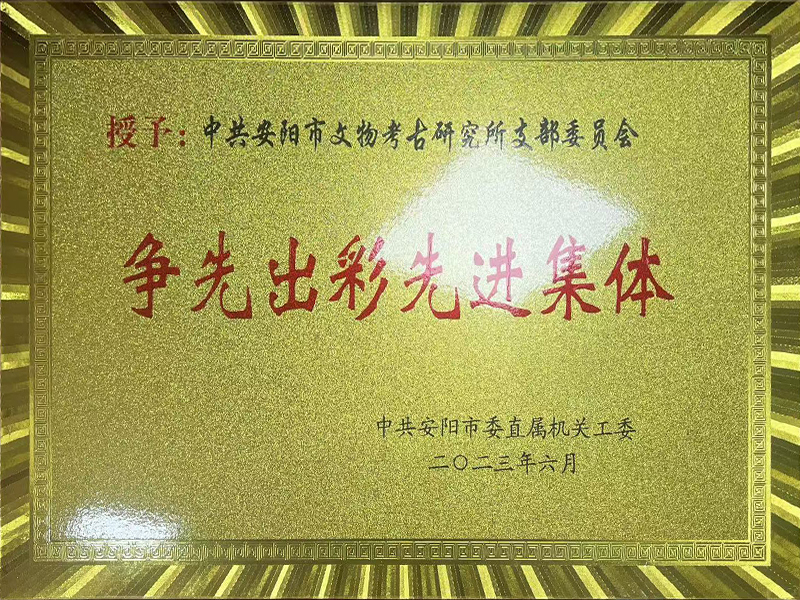 授予：中共安阳市文物考古研究所支部委员会
争先出彩先进集体
中共安阳市委直属机关工委
二〇二三年六月